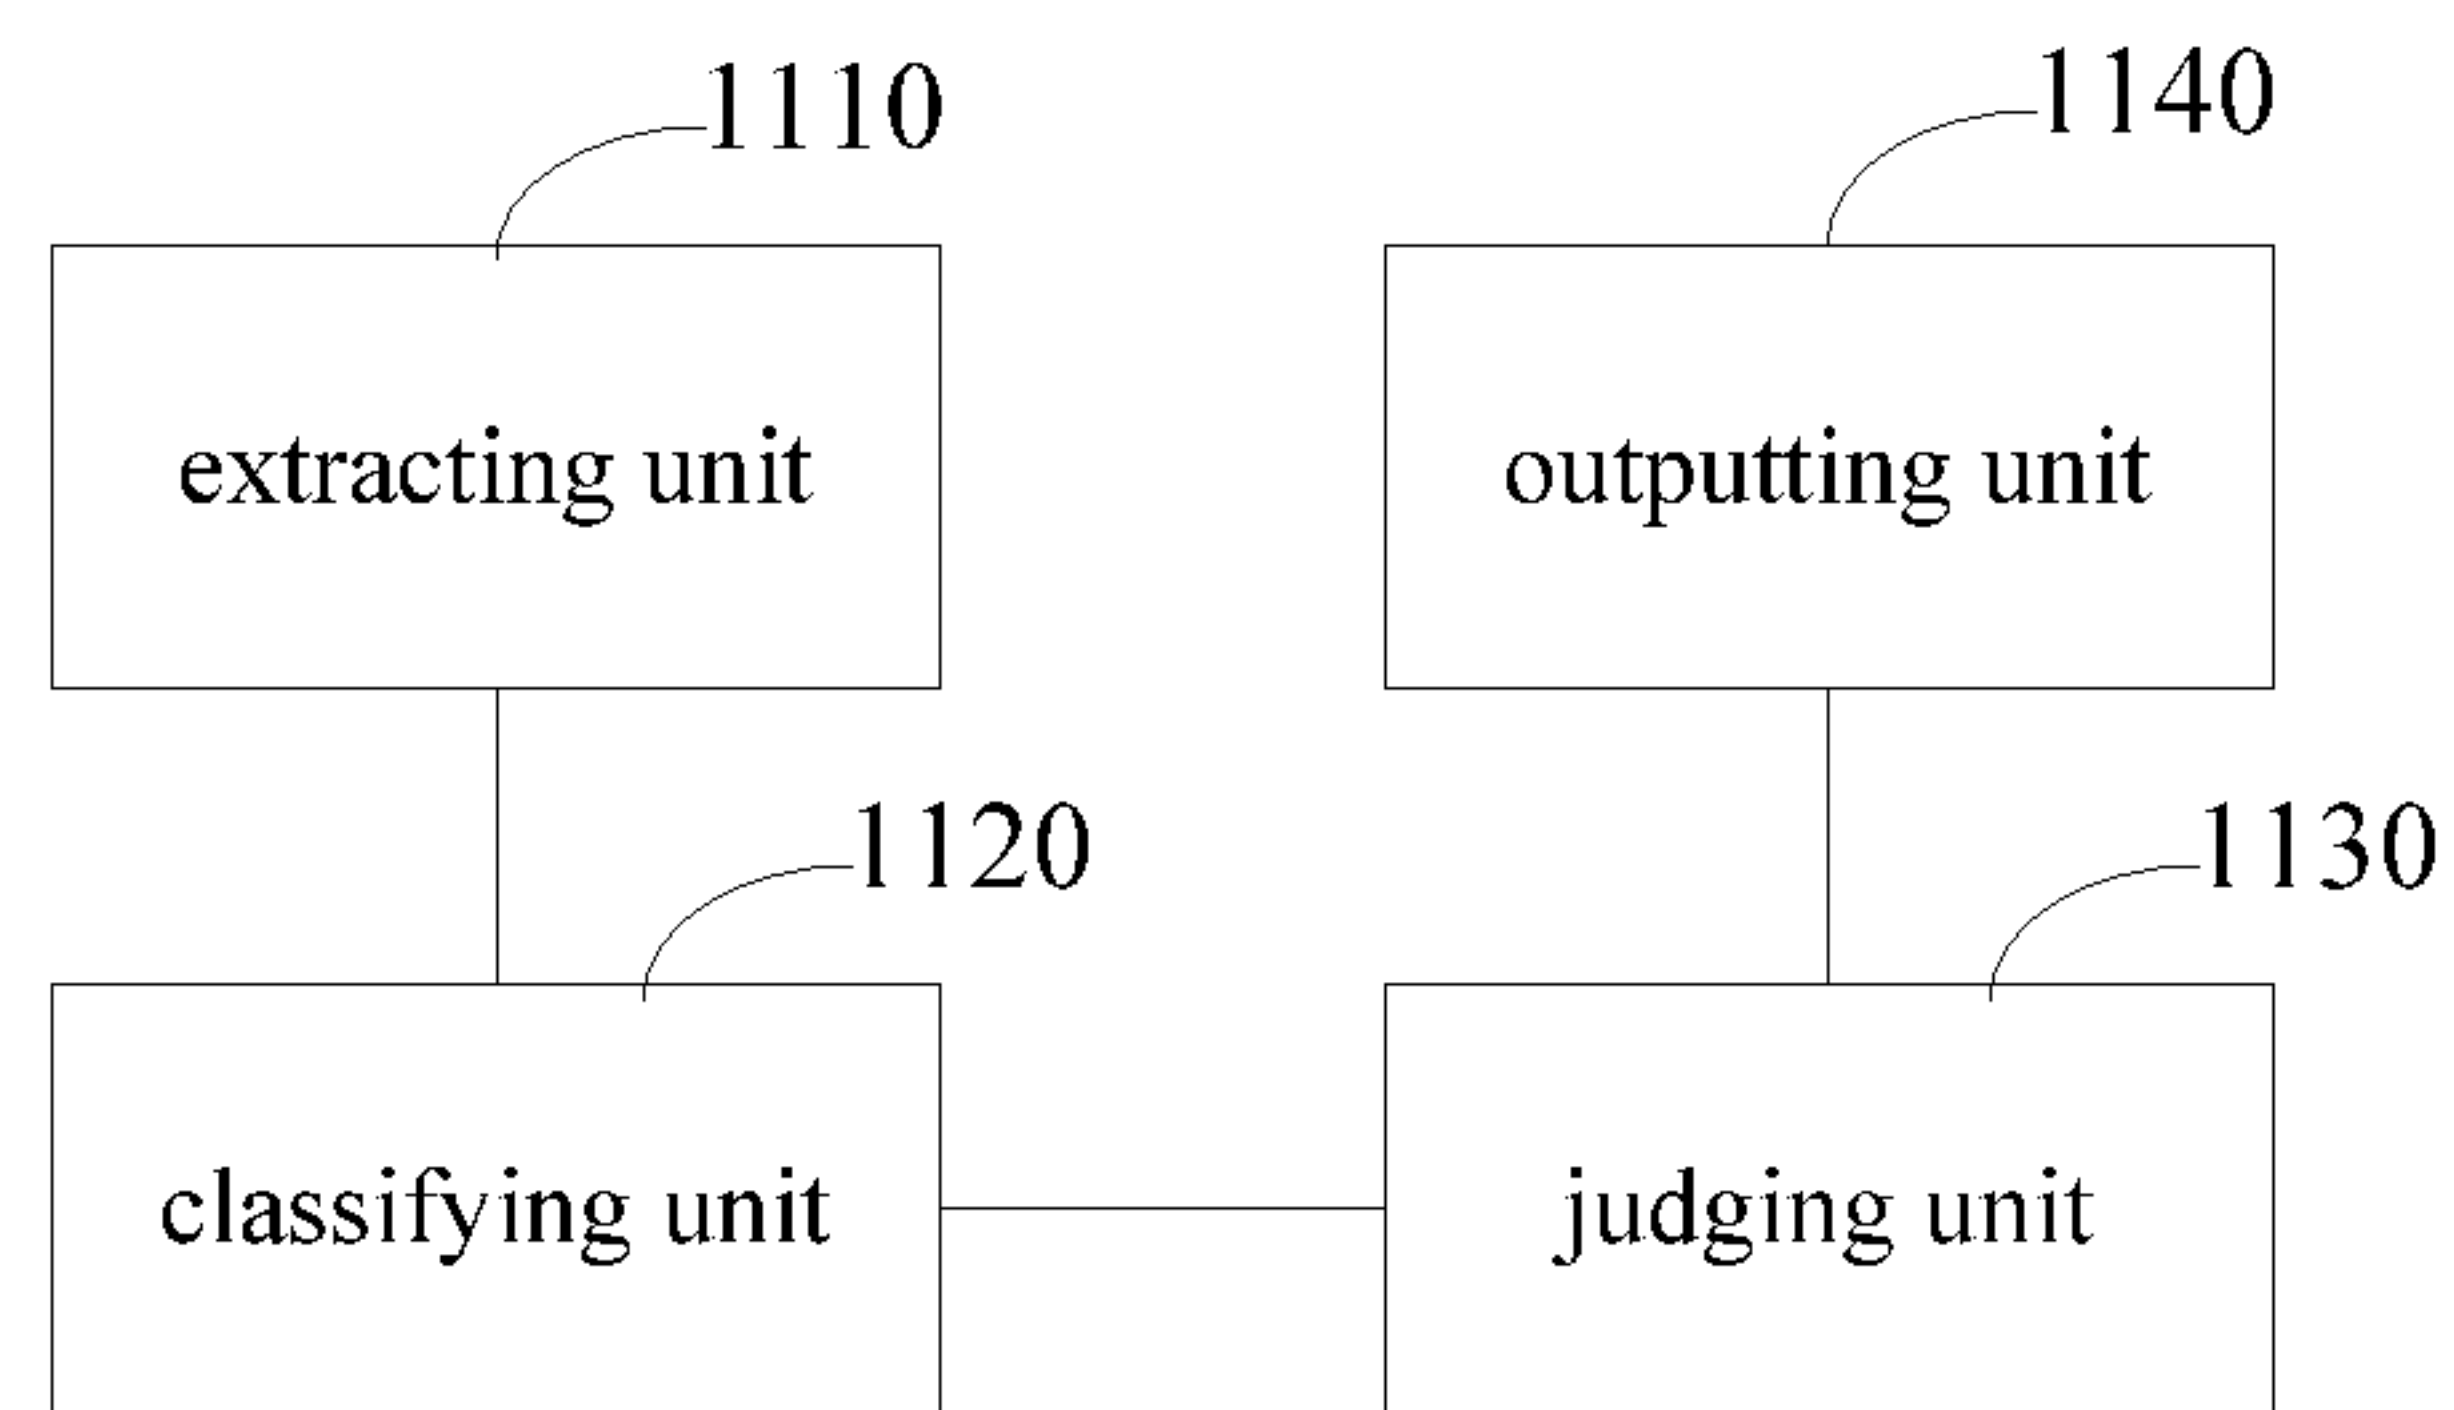 1110
1140
extracting unit
outputting unit
1120
1130
classifying unit
judging unit